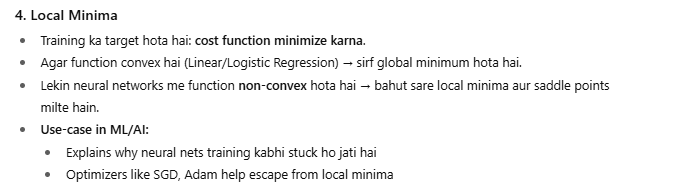 4. Local Minima
• Training ka target hota hai: cost function minimize karna.
• Agar function convex hai (Linear/Logistic Regression) → sirf global minimum hota hai.
• Lekin neural networks me function non-convex hota hai → bahut sare local minima aur saddle points
milte hain.
• Use-case in ML/AI:
• Explains why neural nets training kabhi stuck ho jati hai
• Optimizers like SGD, Adam help escape from local minima